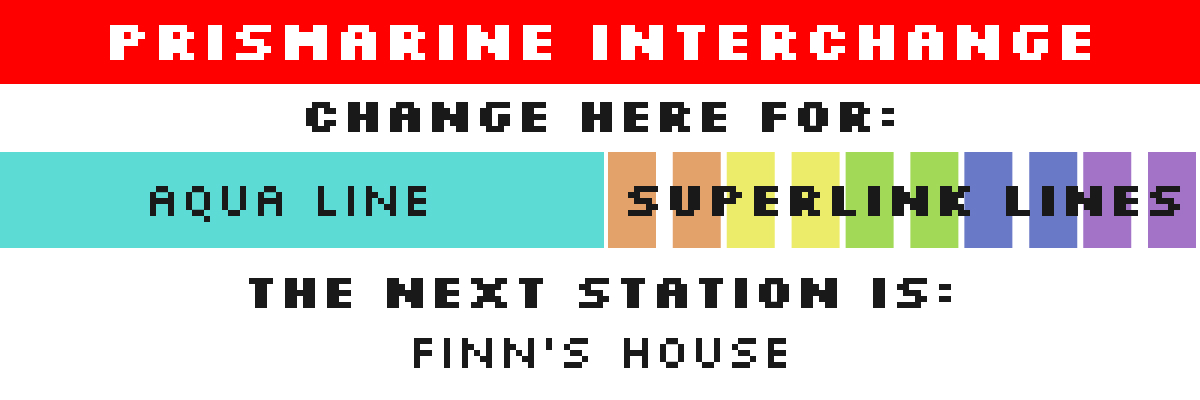 PRISMARINE INTERCHANGE
CHANGE HERE FOR:
AQUA LINE SUPERLINK LINES
THE NEXT STATION IS:
FINN'S HOUSE